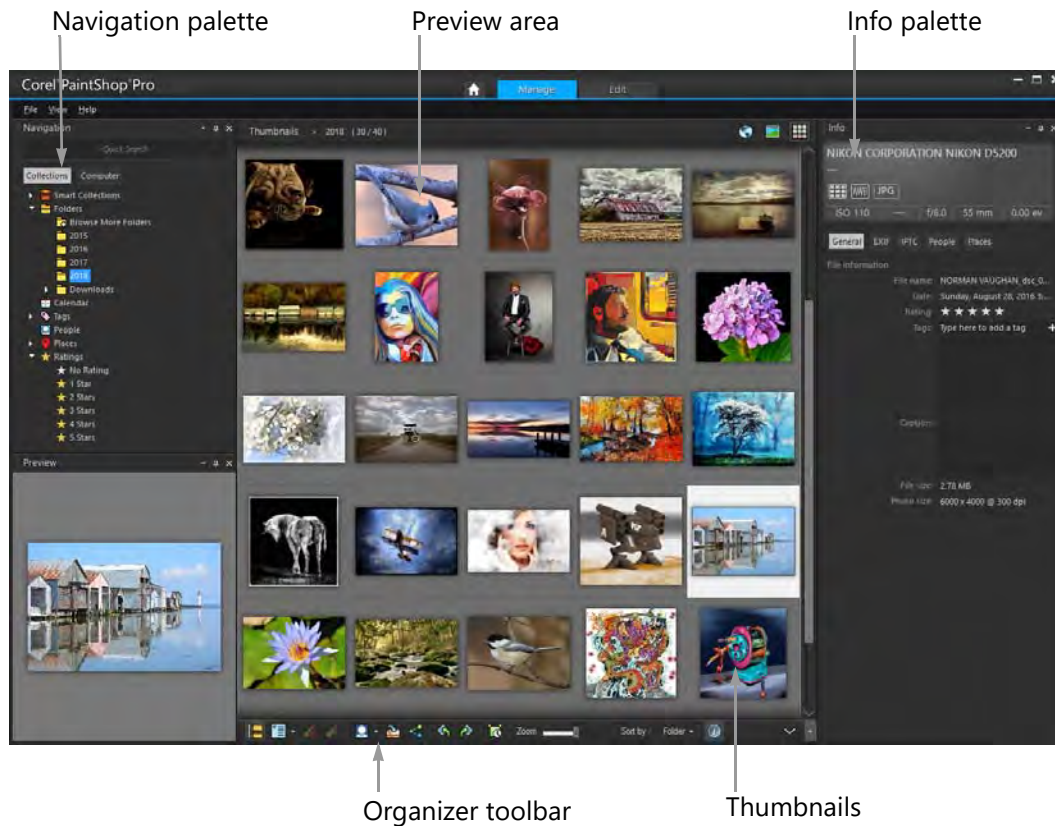 Navigation palette
Preview area
Info palette
Corel®PaintShop®Pro
Manage
Edit
File View Help
Navigation
Quick Search
Collections Computer
Smart Collections
Folders
Browse More Folders
2015
2016
2017
2018
Downloads
Calendar
Tags
People
Places
Ratings
No Rating
1 Star
2 Stars
3 Stars
4 Stars
5 Stars
Preview
Thumbnails > 2018 (30 / 40)
Zoom
Sort by: Folder
Info
NIKON CORPORATION NIKON D5200
---
AWB JPG
ISO 110 --- f/8.0 55 mm 0.00 ev
General EXIF IPTC People Places
File information
File name: NORMAN VAUGHAN_dsc_0...
Date: Sunday, August 28, 2016 5...
Rating:
Tags: Type here to add a tag +
Caption:
File size: 2.78 MB
Photo size: 6000 x 4000 @ 300 dpi
Organizer toolbar
Thumbnails